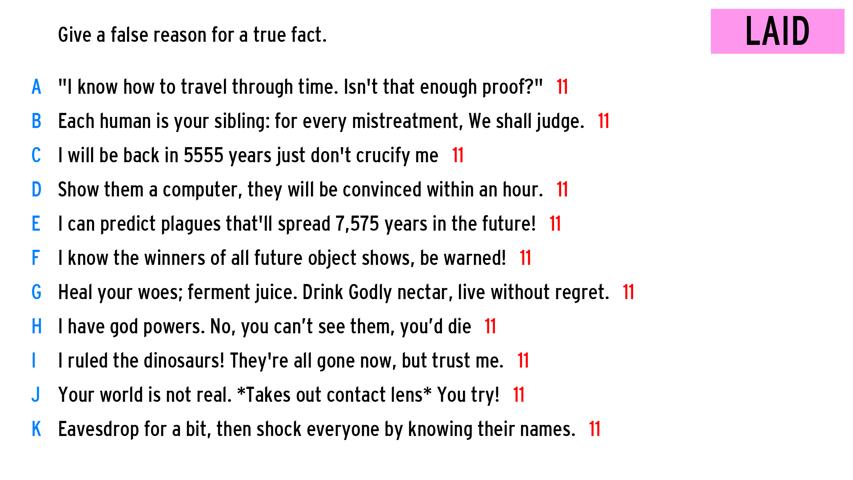 Give a false reason for a true fact.
LAID
A "I know how to travel through time. Isn't that enough proof?" 11
B Each human is your sibling: for every mistreatment, We shall judge. 11
C I will be back in 5555 years just don't crucify me 11
D Show them a computer, they will be convinced within an hour. 11
E I can predict plagues that'll spread 7,575 years in the future! 11
F I know the winners of all future object shows, be warned! 11
G Heal your woes; ferment juice. Drink Godly nectar, live without regret. 11
H I have god powers. No, you can’t see them, you’d die 11
I I ruled the dinosaurs! They're all gone now, but trust me. 11
J Your world is not real. *Takes out contact lens* You try! 11
K Eavesdrop for a bit, then shock everyone by knowing their names. 11